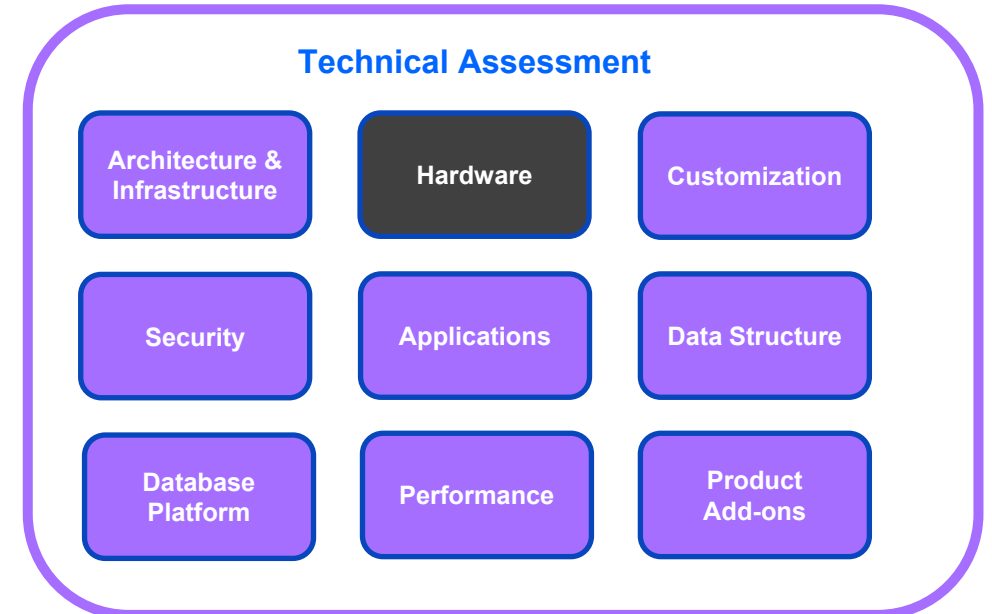 Technical Assessment
Architecture &
Infrastructure
Hardware
Customization
Security
Applications
Data Structure
Database
Platform
Performance
Product
Add-ons